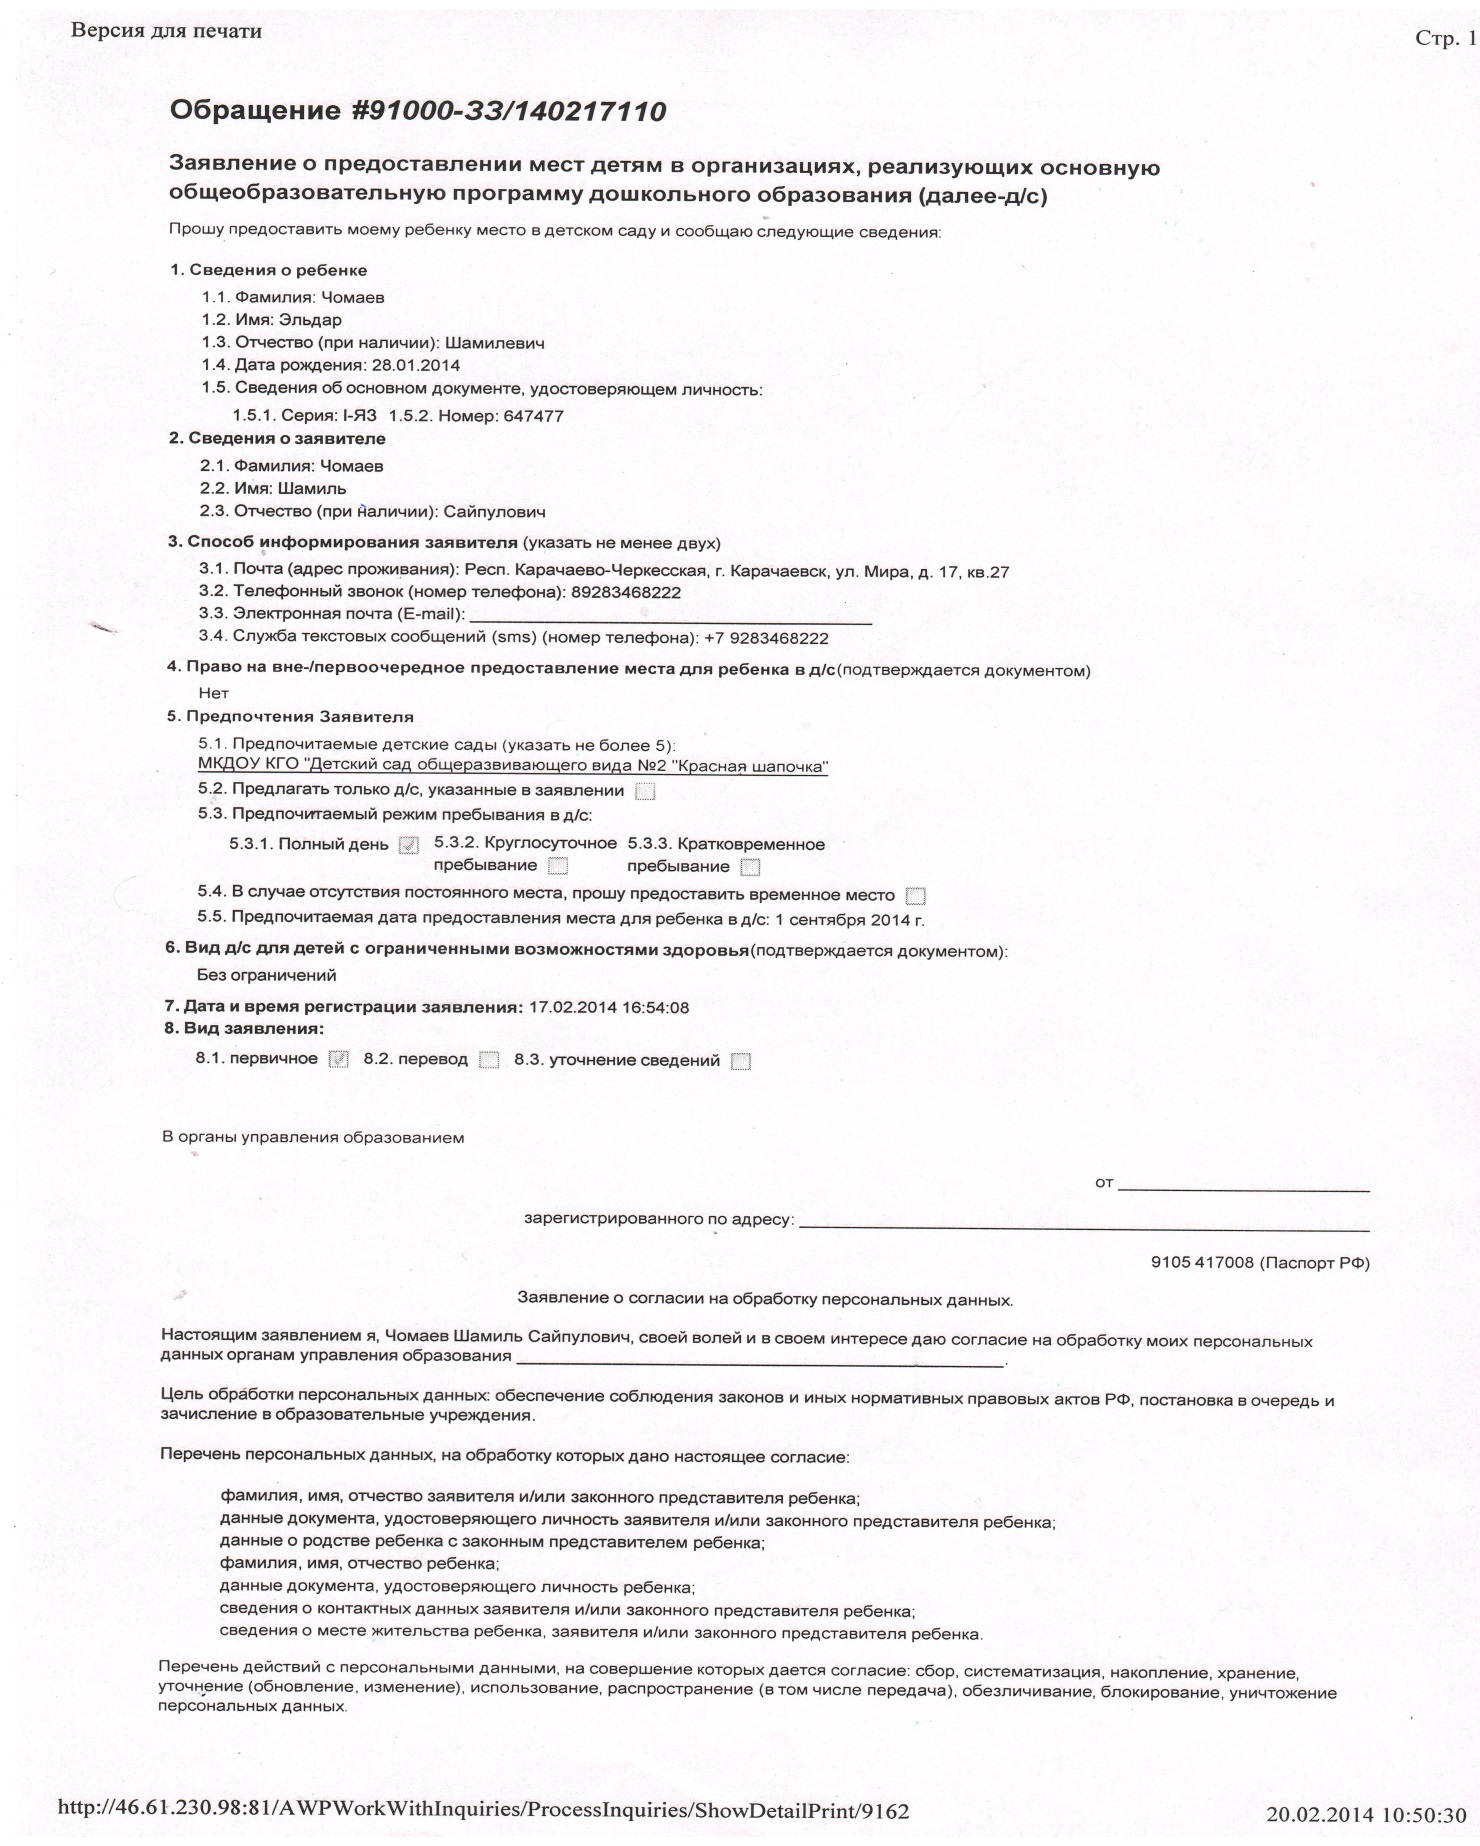 Версия для печати
Стр. 1
Обращение #91000-ЗЗ/140217110
Заявление о предоставлении мест детям в организациях, реализующих основную
общеобразовательную программу дошкольного образования (далее-д/с)
Прошу предоставить моему ребенку место в детском саду и сообщаю следующие сведения:
1. Сведения о ребенке
1.1. Фамилия: Чомаев
1.2. Имя: Эльдар
1.3. Отчество (при наличии): Шамилевич
1.4. Дата рождения: 28.01.2014
1.5. Сведения об основном документе, удостоверяющем личность:
1.5.1. Серия: I-ЯЗ 1.5.2. Номер: 647477
2. Сведения о заявителе
2.1. Фамилия: Чомаев
2.2. Имя: Шамиль
2.3. Отчество (при наличии): Сайпулович
3. Способ информирования заявителя (указать не менее двух)
3.1. Почта (адрес проживания): Респ. Карачаево-Черкесская, г. Карачаевск, ул. Мира, д. 17, кв.27
3.2. Телефонный звонок (номер телефона): 89283468222
3.3. Электронная почта (E-mail):
3.4. Служба текстовых сообщений (sms) (номер телефона): +7 9283468222
4. Право на вне-/первоочередное предоставление места для ребенка в д/с(подтверждается документом)
Нет
5. Предпочтения Заявителя
5.1. Предпочитаемые детские сады (указать не более 5):
МКДОУ КГО "Детский сад общеразвивающего вида №2 "Красная шапочка"
5.2. Предлагать только д/с, указанные в заявлении
5.3. Предпочитаемый режим пребывания в д/с:
5.3.1. Полный день 5.3.2. Круглосуточное 5.3.3. Кратковременное
пребывание пребывание
5.4. В случае отсутствия постоянного места, прошу предоставить временное место
5.5. Предпочитаемая дата предоставления места для ребенка в д/с: 1 сентября 2014 г.
6. Вид д/с для детей с ограниченными возможностями здоровья(подтверждается документом):
Без ограничений
7. Дата и время регистрации заявления: 17.02.2014 16:54:08
8. Вид заявления:
8.1. первичное 8.2. перевод 8.3. уточнение сведений
В органы управления образованием
от
зарегистрированного по адресу:
9105 417008 (Паспорт РФ)
Заявление о согласии на обработку персональных данных.
Настоящим заявлением я, Чомаев Шамиль Сайпулович, своей волей и в своем интересе даю согласие на обработку моих персональных
данных органам управления образования .
Цель обработки персональных данных: обеспечение соблюдения законов и иных нормативных правовых актов РФ, постановка в очередь и
зачисление в образовательные учреждения.
Перечень персональных данных, на обработку которых дано настоящее согласие:
фамилия, имя, отчество заявителя и/или законного представителя ребенка;
данные документа, удостоверяющего личность заявителя и/или законного представителя ребенка;
данные о родстве ребенка с законным представителем ребенка;
фамилия, имя, отчество ребенка;
данные документа, удостоверяющего личность ребенка;
сведения о контактных данных заявителя и/или законного представителя ребенка;
сведения о месте жительства ребенка, заявителя и/или законного представителя ребенка.
Перечень действий с персональными данными, на совершение которых дается согласие: сбор, систематизация, накопление, хранение,
уточнение (обновление, изменение), использование, распространение (в том числе передача), обезличивание, блокирование, уничтожение
персональных данных.
http://46.61.230.98:81/AWPWorkWithInquiries/ProcessInquiries/ShowDetailPrint/9162
20.02.2014 10:50:30